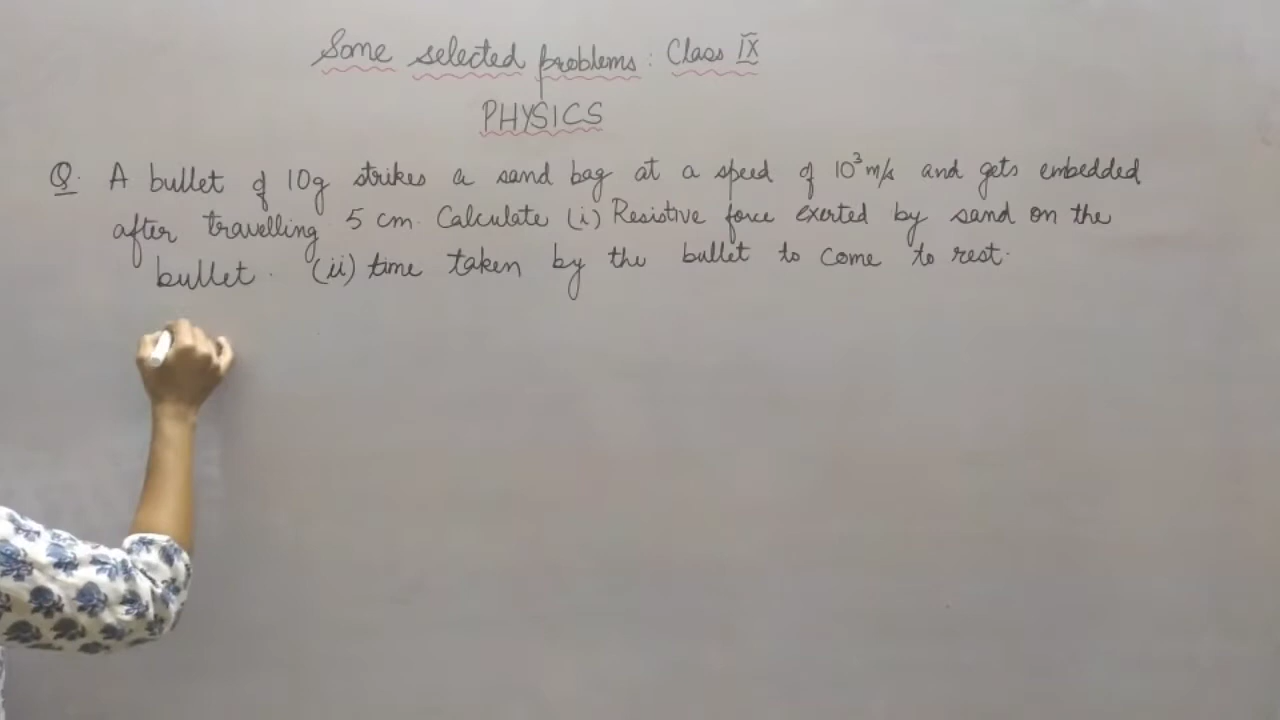 Some selected problems : Class IX
PHYSICS
Q. A bullet of 10g strikes a sand bag at a speed of 10³ m/s and gets embedded
after travelling 5 cm. Calculate (i) Resistive force exerted by sand on the
bullet. (ii) time taken by the bullet to come to rest.